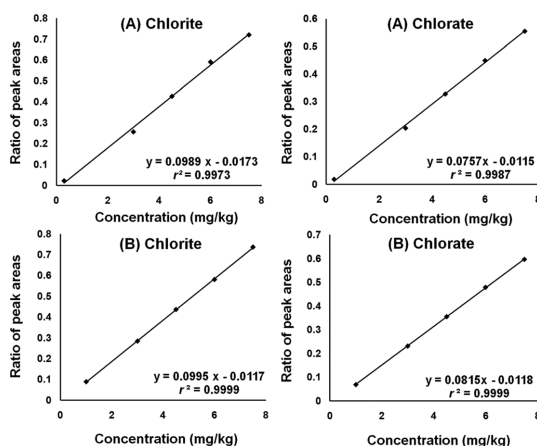 (A) Chlorite
Ratio of peak areas
0.8
0.7
0.6
0.5
0.4
0.3
0.2
0.1
0
y = 0.0989 x - 0.0173
r² = 0.9973
0
2
4
6
8
Concentration (mg/kg)
(A) Chlorate
Ratio of peak areas
0.6
0.5
0.4
0.3
0.2
0.1
0
y = 0.0757x - 0.0115
r² = 0.9987
0
2
4
6
8
Concentration (mg/kg)
(B) Chlorite
Ratio of peak areas
0.8
0.7
0.6
0.5
0.4
0.3
0.2
0.1
0
y = 0.0995x - 0.0117
r² = 0.9999
0
2
4
6
8
Concentration (mg/kg)
(B) Chlorate
Ratio of peak areas
0.7
0.6
0.5
0.4
0.3
0.2
0.1
0
y = 0.0815x - 0.0118
r² = 0.9999
0
2
4
6
8
Concentration (mg/kg)